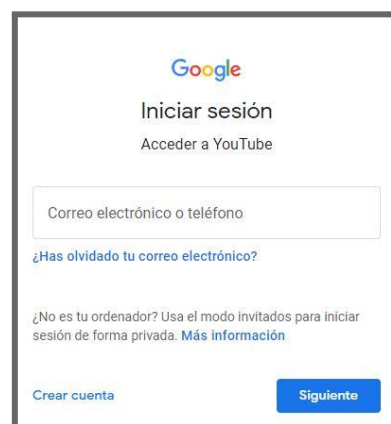 Google
Iniciar sesión
Acceder a YouTube
Correo electrónico o teléfono
¿Has olvidado tu correo electrónico?
¿No es tu ordenador? Usa el modo invitados para iniciar
sesión de forma privada. Más información
Crear cuenta
Siguiente